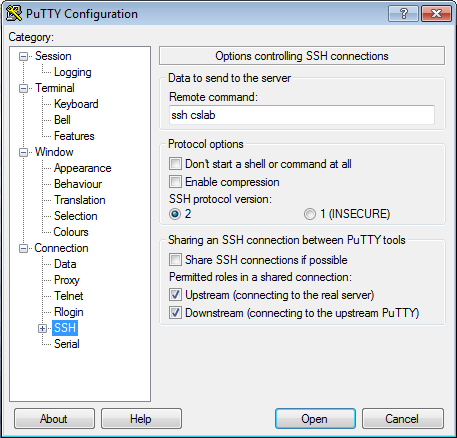 PuTTY Configuration
Category:
Session
Logging
Terminal
Keyboard
Bell
Features
Window
Appearance
Behaviour
Translation
Selection
Colours
Connection
Data
Proxy
Telnet
Rlogin
SSH
Serial
Options controlling SSH connections
Data to send to the server
Remote command:
ssh cslab
Protocol options
Don't start a shell or command at all
Enable compression
SSH protocol version:
2 1 (INSECURE)
Sharing an SSH connection between PuTTY tools
Share SSH connections if possible
Permitted roles in a shared connection:
Upstream (connecting to the real server)
Downstream (connecting to the upstream PuTTY)
About Help Open Cancel